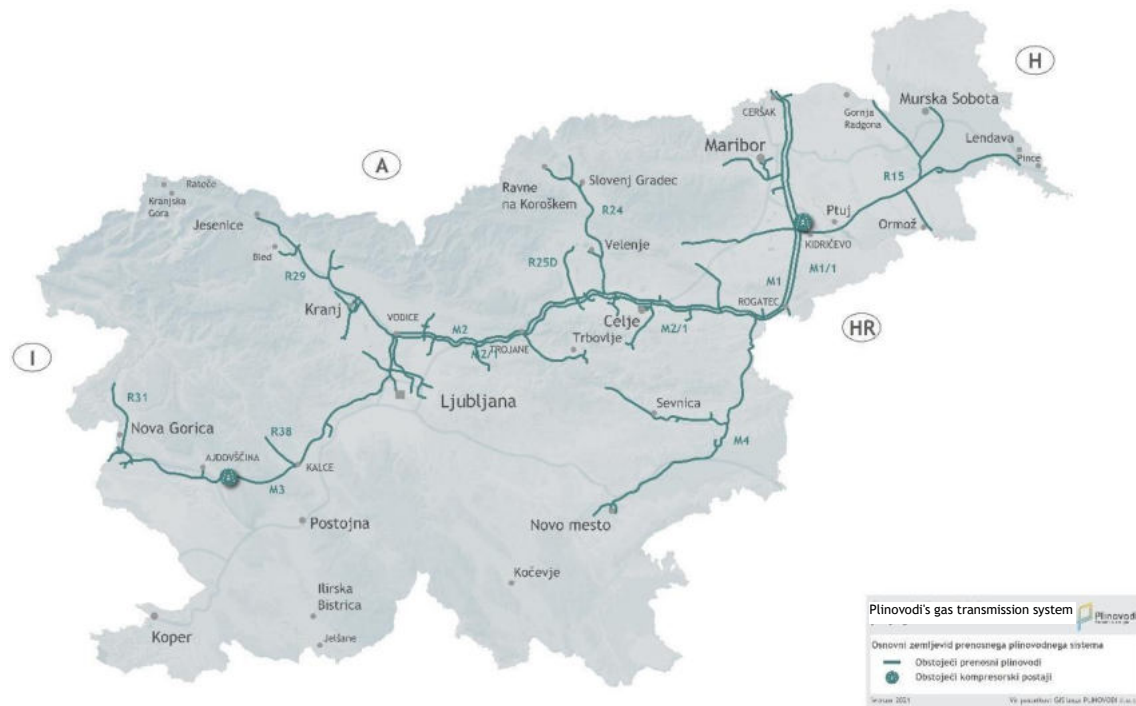 H
CERŠAK
Gornja
Radgona
Murska Sobota
Maribor
Lendava
Pince
A
R15
Ratče
Kranjska
Gora
Ravne
na Koroškem
Slovenj Gradec
Jesenice
R24
Ptuj
Ormož
KIDRIČEVO
Bled
Velenje
R25D
R29
M1
M1/1
Kranj
VODICE
M2
ROGATEC
Celje
M2/1
HR
TROJANE
M2/1
Trbovlje
I
Ljubljana
R31
Sevnica
Nova Gorica
R38
M4
AJDOVŠČINA
KALCE
M3
Postojna
Novo mesto
Kočevje
Ilirska
Bistrica
Koper
Jelšane
Plinovodi's gas transmission system
Plinovodi
Osnovni zemljevid prenosnega plinovodnega sistema
Obstoječi prenosni plinovodi
Obstoječi kompresorski postaji
2021
PLINOVODI